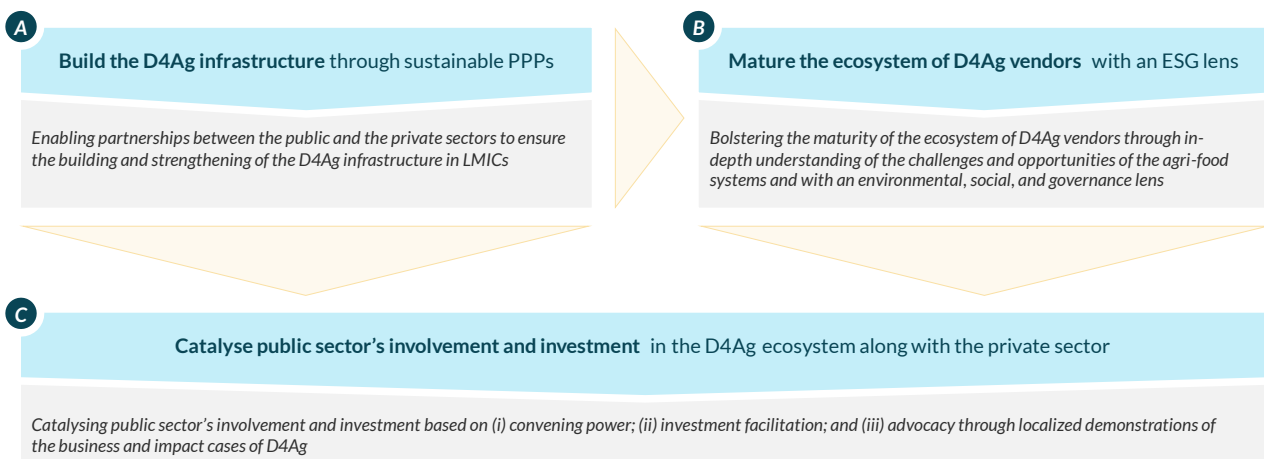 A
Build the D4Ag infrastructure through sustainable PPPs
Enabling partnerships between the public and the private sectors to ensure
the building and strengthening of the D4Ag infrastructure in LMICs
B
Mature the ecosystem of D4Ag vendors with an ESG lens
Bolstering the maturity of the ecosystem of D4Ag vendors through in-
depth understanding of the challenges and opportunities of the agri-food
systems and with an environmental, social, and governance lens
C
Catalyse public sector's involvement and investment in the D4Ag ecosystem along with the private sector
Catalysing public sector's involvement and investment based on (i) convening power; (ii) investment facilitation; and (iii) advocacy through localized demonstrations of
the business and impact cases of D4Ag